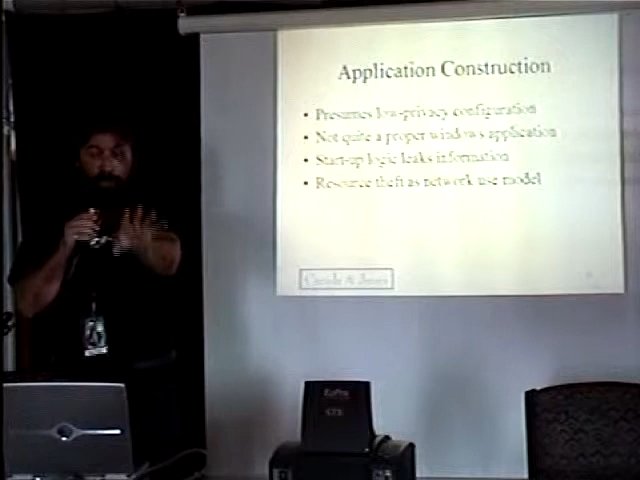 Application Construction
• Presumes low-privacy configuration
• Not quite a proper windows application
• Start-up logic leaks information
• Resource theft as network use model